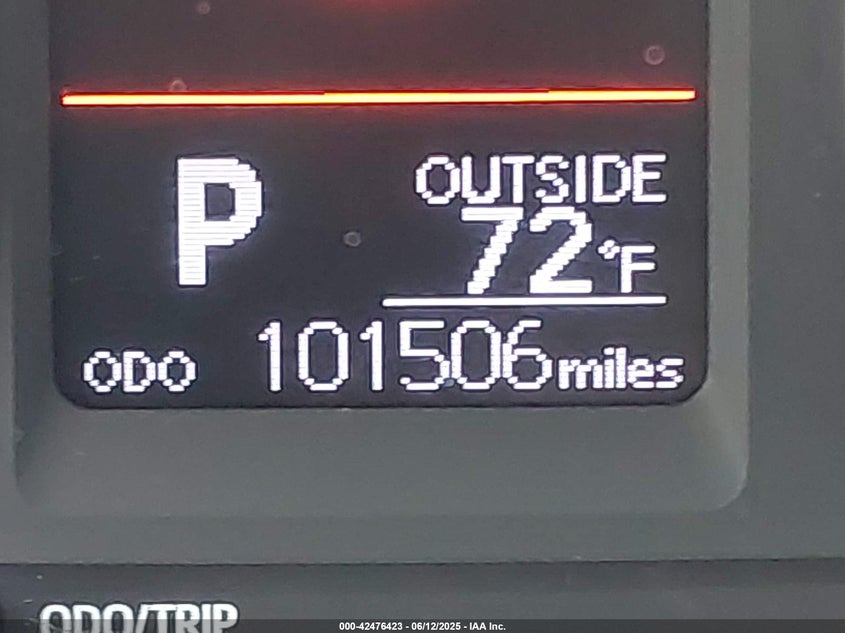 P
OUTSIDE
72°F
ODO 101506 miles
ODO/TRIP
000-42476423 - 06/12/2025 - IAA Inc.